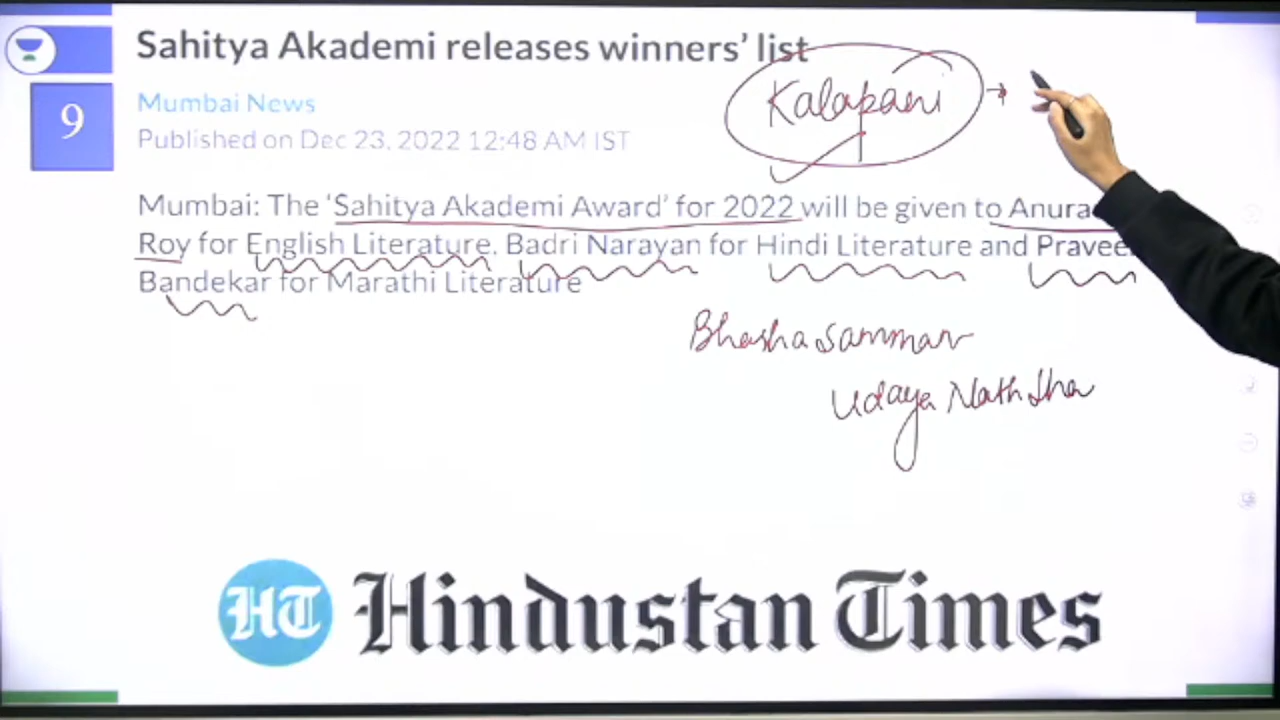 Sahitya Akademi releases winners' list
Kalapani →
9
Mumbai News
Published on Dec 23, 2022 12:48 AM IST
Mumbai: The 'Sahitya Akademi Award' for 2022 will be given to Anura
Roy for English Literature, Badri Narayan for Hindi Literature and Pravee
Bandekar for Marathi Literature
Bhasha Samman
Udaya Nath Jha
HT Hindustan Times